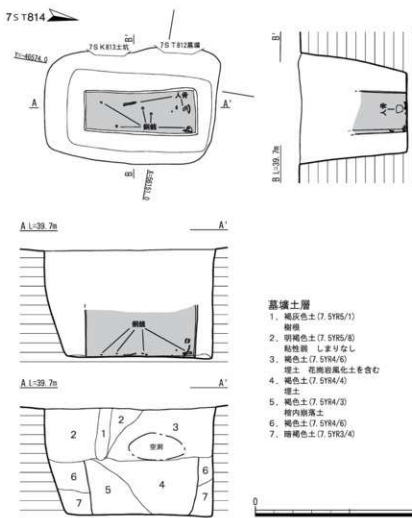 7ST814
7SK813土坑
7ST812墓壙
B'
B'
人骨
A
A'
銅銭
人骨
B
B L=39.7m
A L=39.7m
A'
銅銭
A L=39.7m
A'
1
2
2
3
空洞
4
5
6
6
7
7
墓壙土層
1. 褐灰色土(7.5YR5/1)
樹根
2. 明褐色土(7.5YR5/8)
粘性弱 しまりなし
3. 褐色土(7.5YR4/6)
埋土 花崗岩風化土を含む
4. 褐色土(7.5YR4/4)
埋土
5. 褐色土(7.5YR4/3)
棺内崩落土
6. 褐色土(7.5YR4/6)
7. 暗褐色土(7.5YR3/4)
0